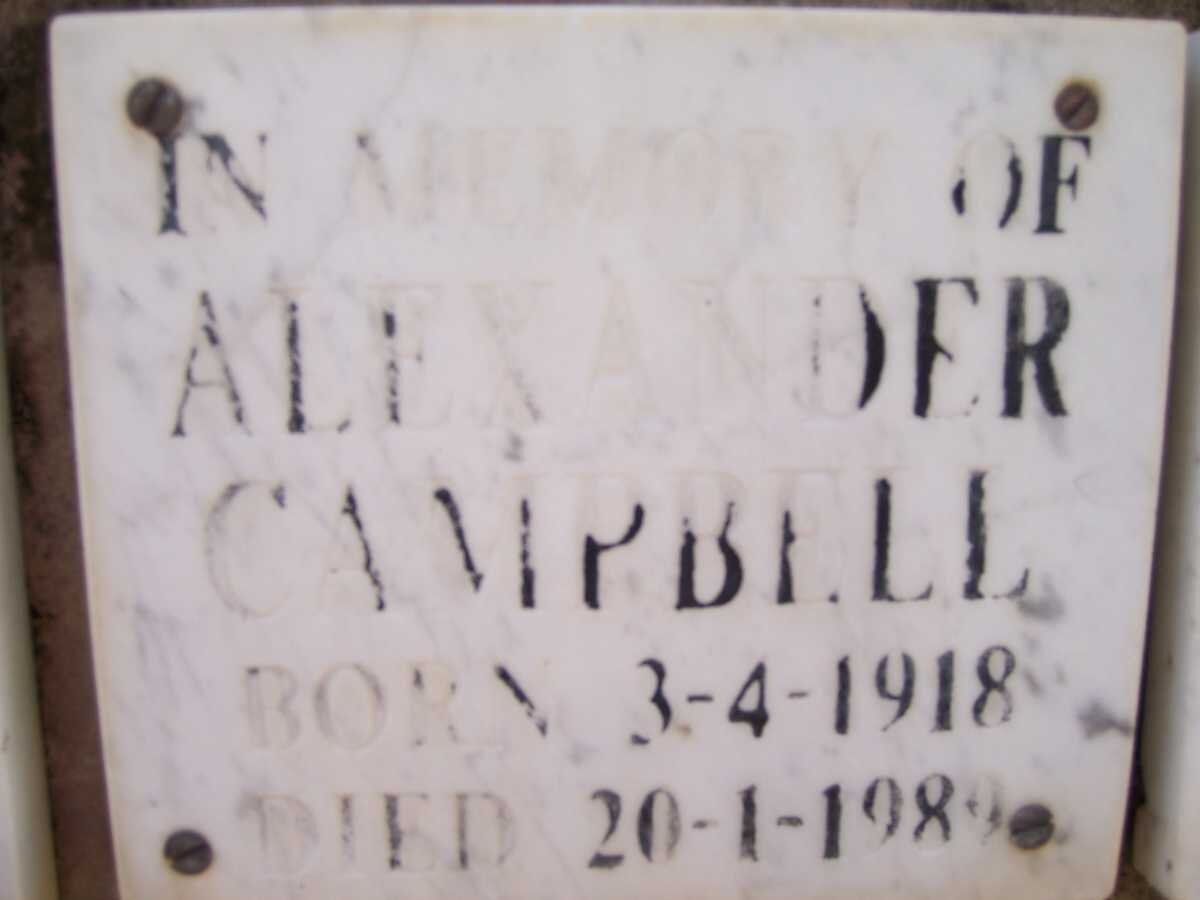 IN MEMORY OF
ALEXANDER
CAMPBELL
BORN 3-4-1918
DIED 20-1-1989